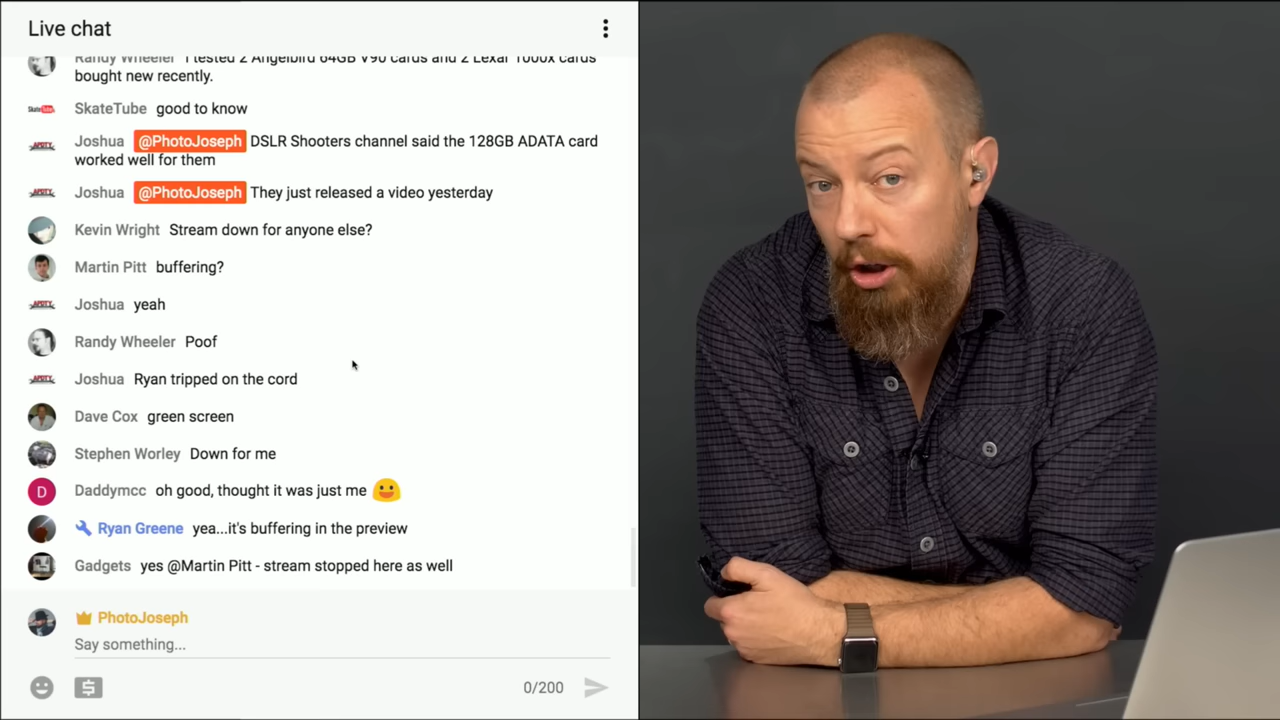 Live chat
Randy Wheeler I tested 2 Angelbird 64GB V90 cards and 2 Lexar 1000x cards
bought new recently.
SkateTube good to know
Joshua @PhotoJoseph DSLR Shooters channel said the 128GB ADATA card
worked well for them
Joshua @PhotoJoseph They just released a video yesterday
Kevin Wright Stream down for anyone else?
Martin Pitt buffering?
Joshua yeah
Randy Wheeler Poof
Joshua Ryan tripped on the cord
Dave Cox green screen
Stephen Worley Down for me
D Daddymcc oh good, thought it was just me
Ryan Greene yea...it's buffering in the preview
Gadgets yes @Martin Pitt - stream stopped here as well
PhotoJoseph
Say something...
$ 0/200